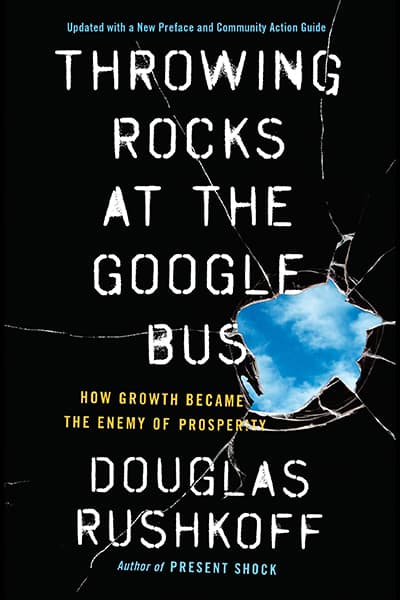 Updated with a New Preface and Community Action Guide
THROWING
ROCKS
AT THE
GOOGLE
BUS
HOW GROWTH BECAME
THE ENEMY OF PROSPERITY
DOUGLAS
RUSHKOFF
Author of PRESENT SHOCK